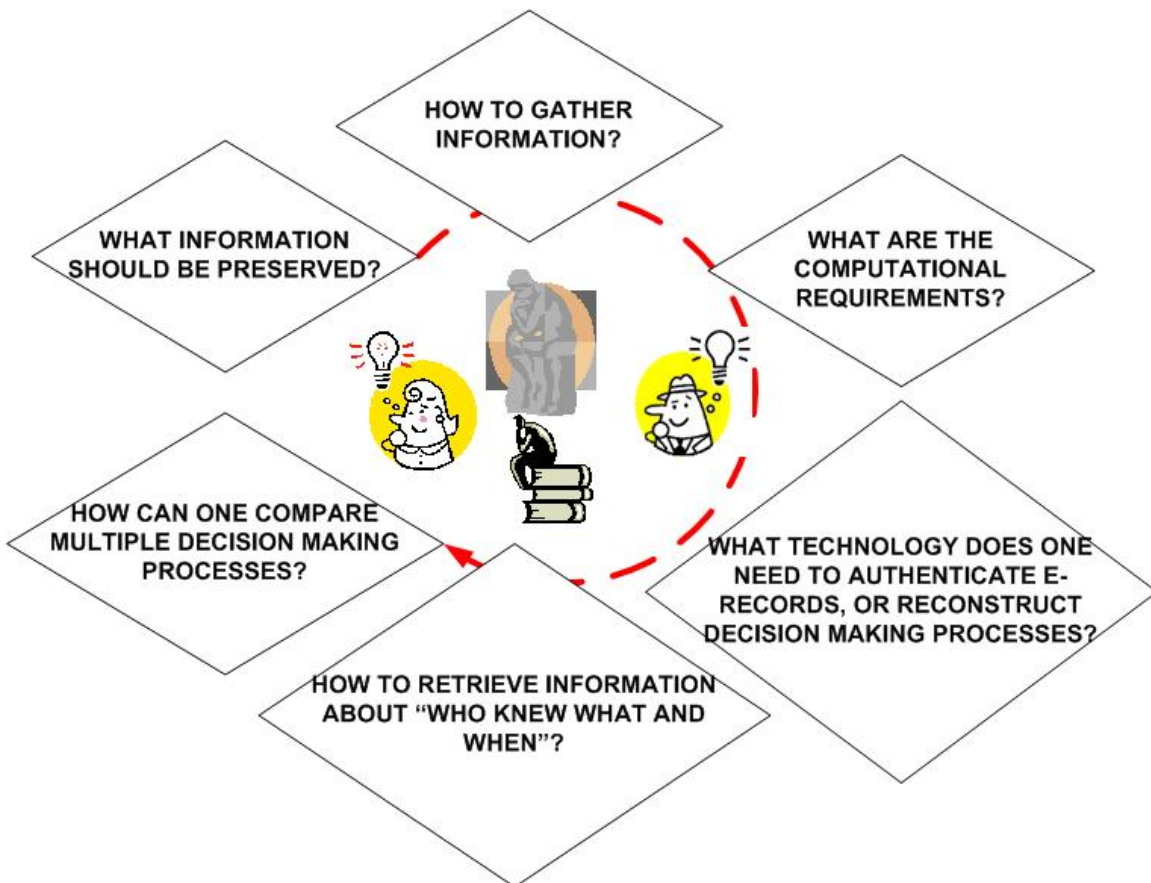 HOW TO GATHER
INFORMATION?
WHAT INFORMATION
SHOULD BE PRESERVED?
WHAT ARE THE
COMPUTATIONAL
REQUIREMENTS?
HOW CAN ONE COMPARE
MULTIPLE DECISION MAKING
PROCESSES?
WHAT TECHNOLOGY DOES ONE
NEED TO AUTHENTICATE E-
RECORDS, OR RECONSTRUCT
DECISION MAKING PROCESSES?
HOW TO RETRIEVE INFORMATION
ABOUT “WHO KNEW WHAT AND
WHEN”?